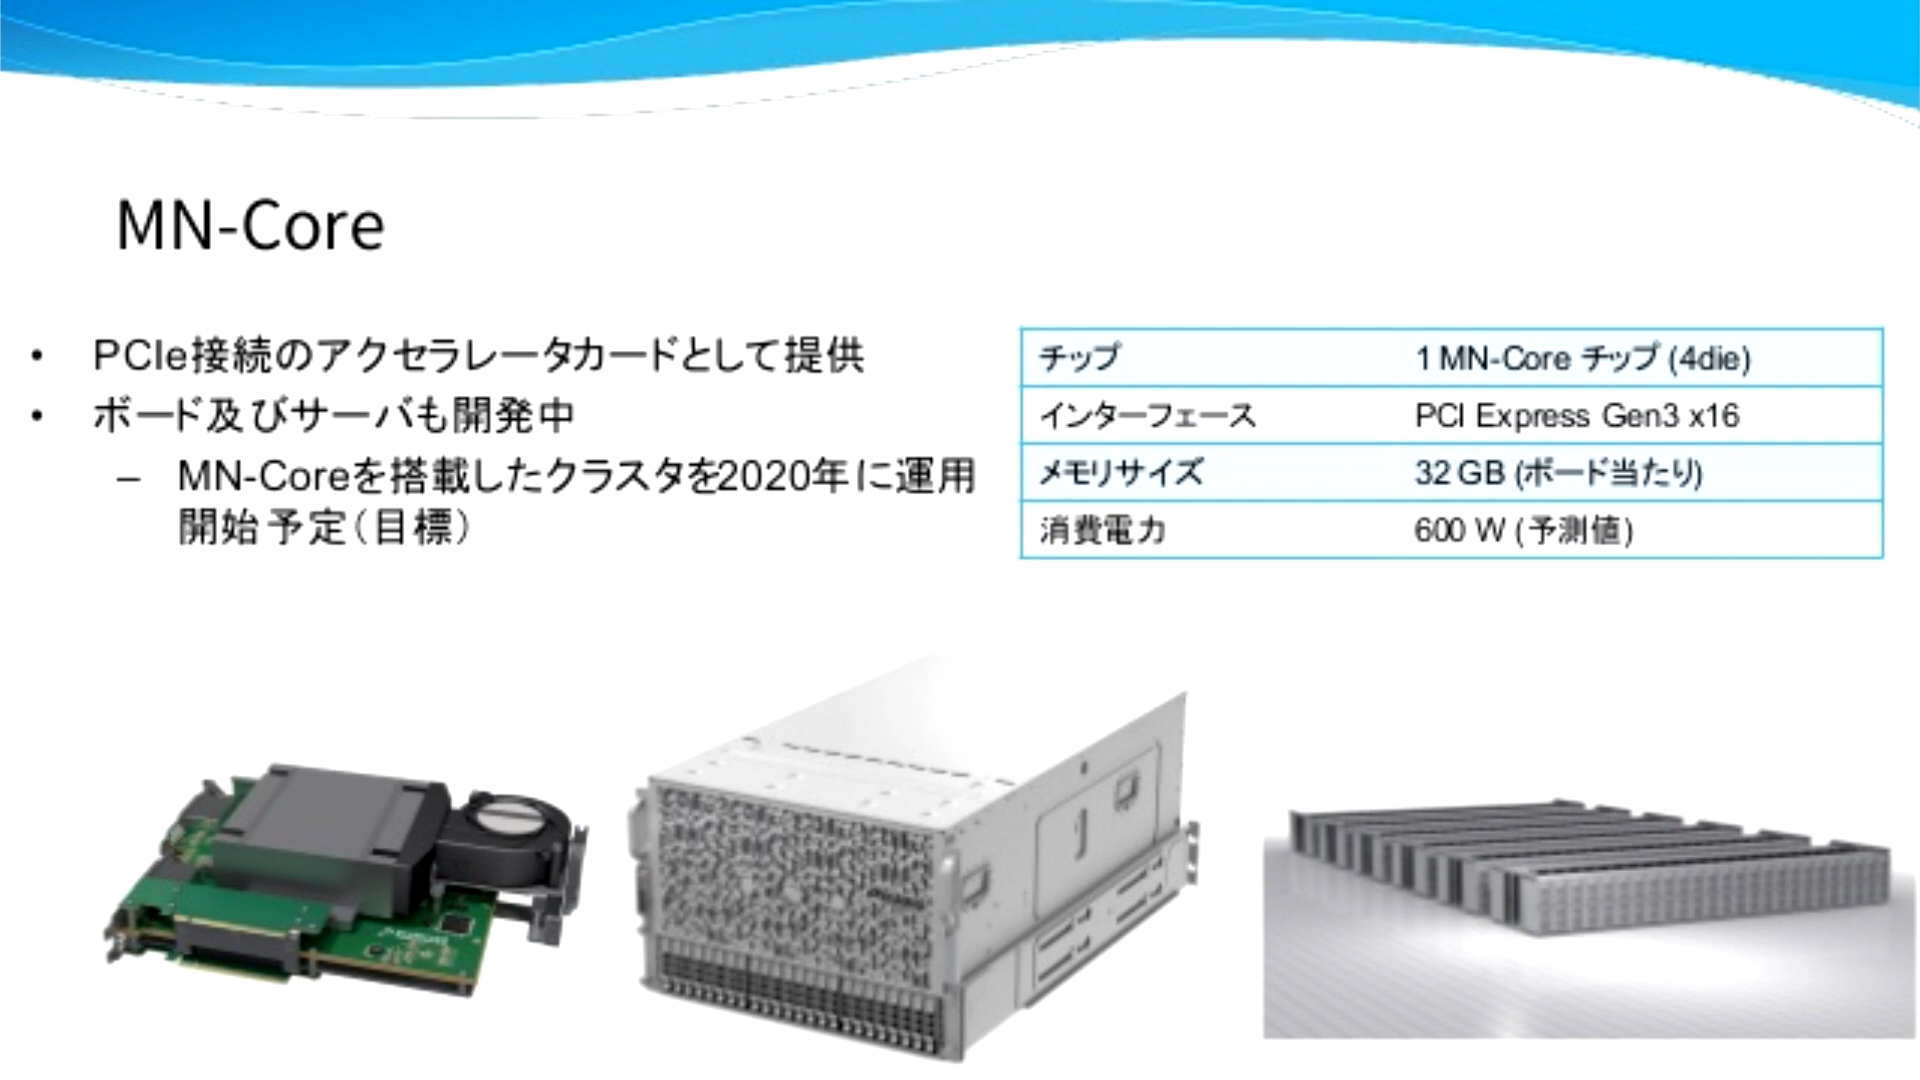 MN-Core
• PCIe接続のアクセラレータカードとして提供
• ボード及びサーバも開発中
– MN-Coreを搭載したクラスタを2020年に運用
開始予定（目標）
チップ 1 MN-Core チップ (4die)
インターフェース PCI Express Gen3 x16
メモリサイズ 32 GB (ボード当たり)
消費電力 600 W (予測値)